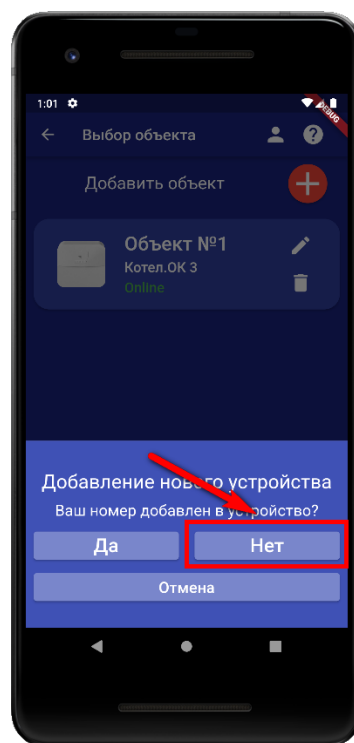 1:01
DEBUG
Выбор объекта
Добавить объект
Объект №1
Котел.ОК 3
Online
Добавление нового устройства
Ваш номер добавлен в устройство?
Да Нет
Отмена